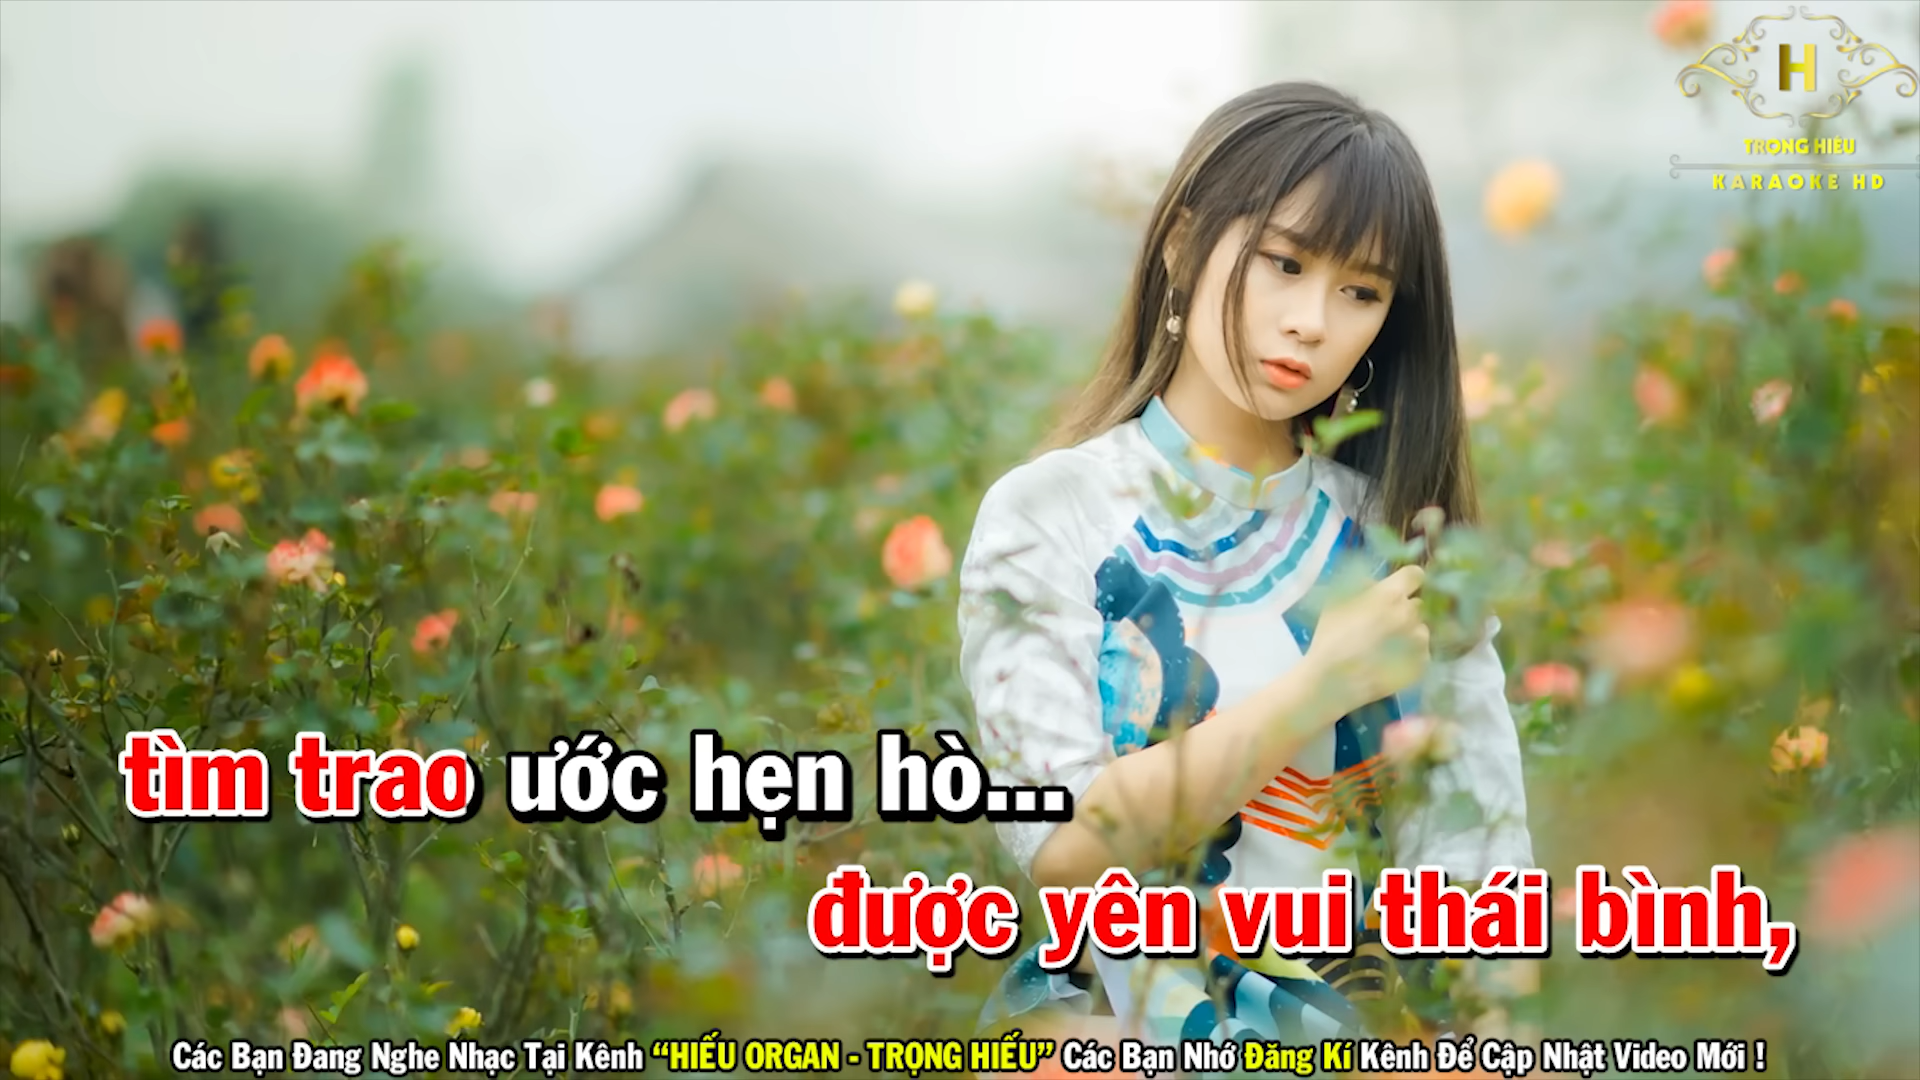 H
TRỌNG HIẾU
KARAOKE HD
tìm trao ước hẹn hò...
được yên vui thái bình,
Các Bạn Đang Nghe Nhạc Tại Kênh “HIẾU ORGAN - TRỌNG HIẾU” Các Bạn Nhớ Đăng Kí Kênh Để Cập Nhật Video Mới !